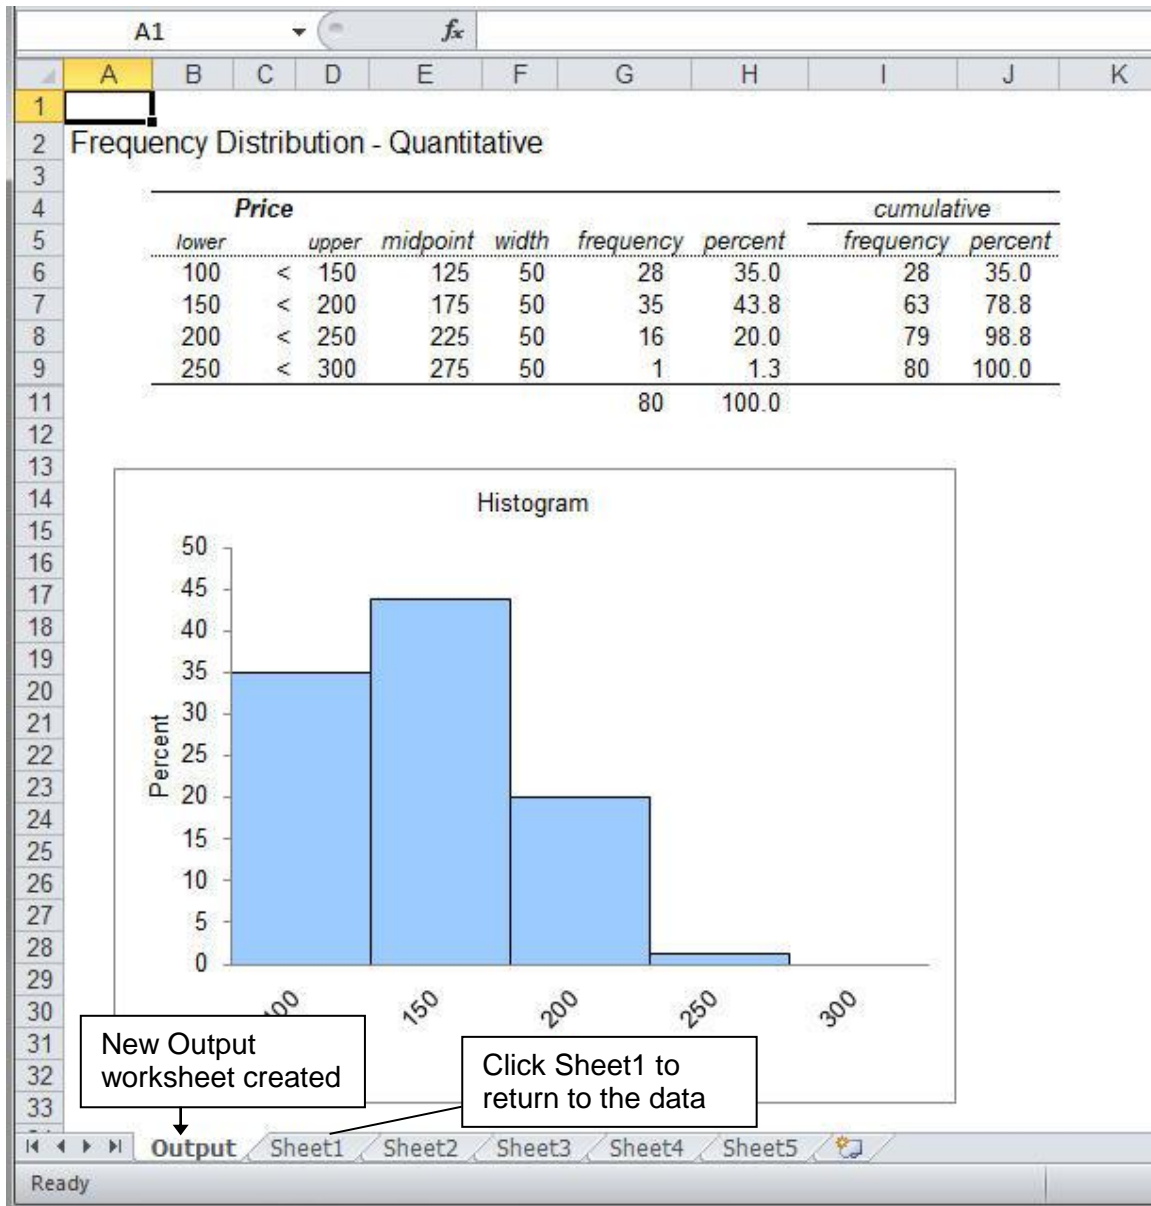 A1 fx
A B C D E F G H I J K
1
2 Frequency Distribution - Quantitative
3
4 Price cumulative
5 lower upper midpoint width frequency percent frequency percent
6 100 < 150 125 50 28 35.0 28 35.0
7 150 < 200 175 50 35 43.8 63 78.8
8 200 < 250 225 50 16 20.0 79 98.8
9 250 < 300 275 50 1 1.3 80 100.0
11 80 100.0
12
13
14 Histogram
15
16
17
18
19
20
21
22
23
24
25
26
27
28
29
30
31
32
33
50
45
40
35
30
25
20
15
10
5
0
Percent
150 200 250 300
New Output
worksheet created
Click Sheet1 to
return to the data
Output Sheet1 Sheet2 Sheet3 Sheet4 Sheet5
Ready